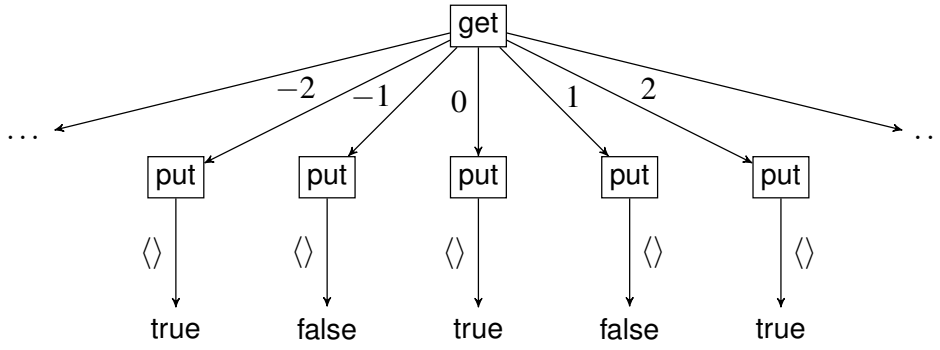 get
−2 −1 0 1 2
... ..
put put put put put
⟨⟩ ⟨⟩ ⟨⟩ ⟨⟩ ⟨⟩
true false true false true